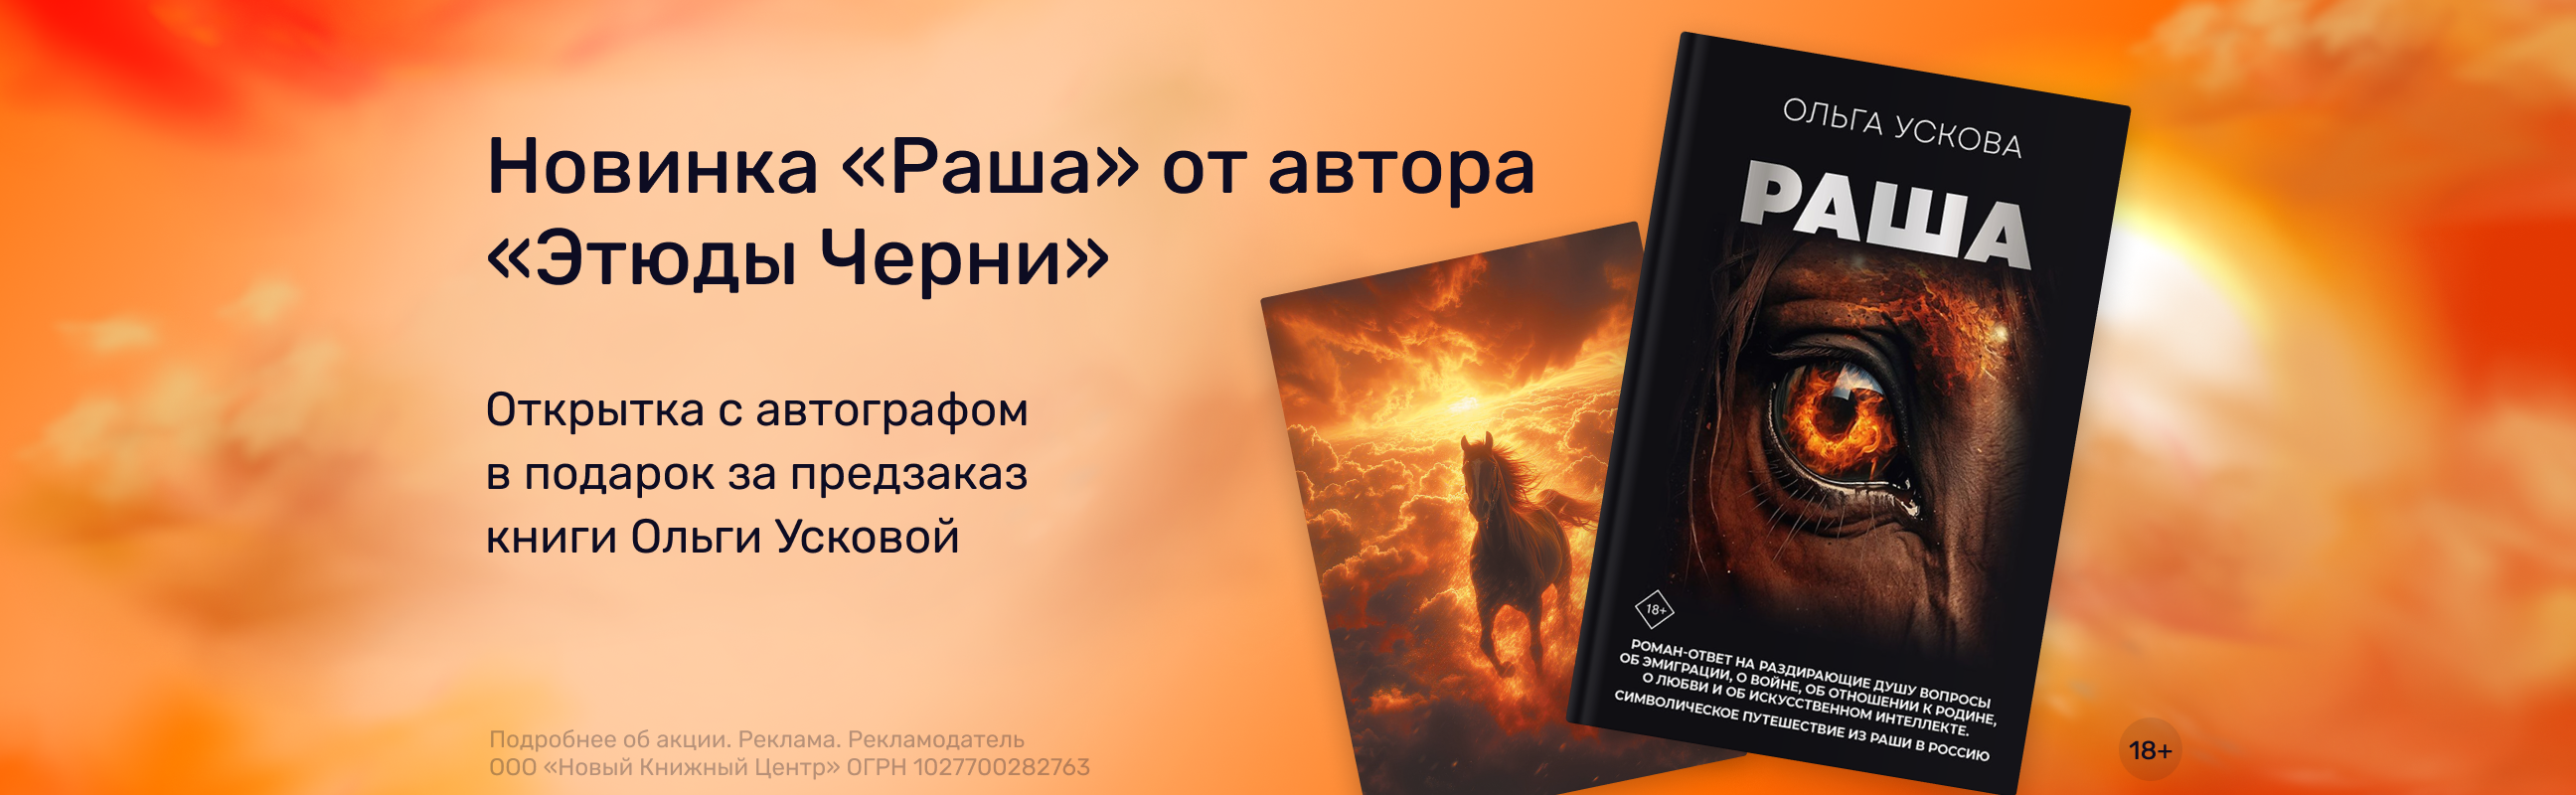 Новинка «Раша» от автора
«Этюды Черни»
Открытка с автографом
в подарок за предзаказ
книги Ольги Усковой
Подробнее об акции. Реклама. Рекламодатель
ООО «Новый Книжный Центр» ОГРН 1027700282763
ОЛЬГА УСКОВА
РАША
18+
РОМАН-ОТВЕТ НА РАЗДИРАЮЩИЕ ДУШУ ВОПРОСЫ
ОБ ЭМИГРАЦИИ, О ВОЙНЕ, ОБ ОТНОШЕНИИ К РОДИНЕ,
О ЛЮБВИ И ОБ ИСКУССТВЕННОМ ИНТЕЛЛЕКТЕ.
СИМВОЛИЧЕСКОЕ ПУТЕШЕСТВИЕ ИЗ РАШИ В РОССИЮ
18+